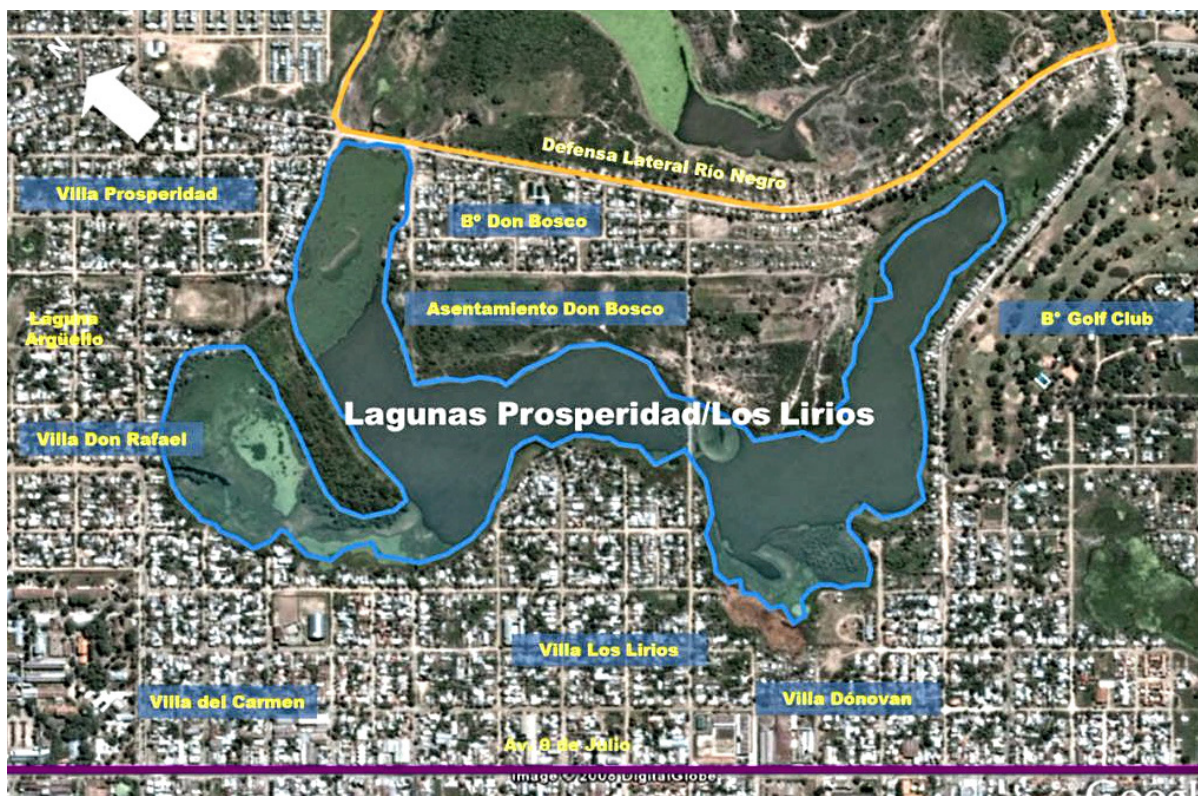 N
Defensa Lateral Río Negro
Villa Prosperidad
Bº Don Bosco
Asentamiento Don Bosco
Laguna
Argüello
B° Golf Club
Lagunas Prosperidad/Los Lirios
Villa Don Rafael
Villa Los Lirios
Villa del Carmen
Villa Dónovan
Av. 9 de Julio
Image © 2008 DigitalGlobe